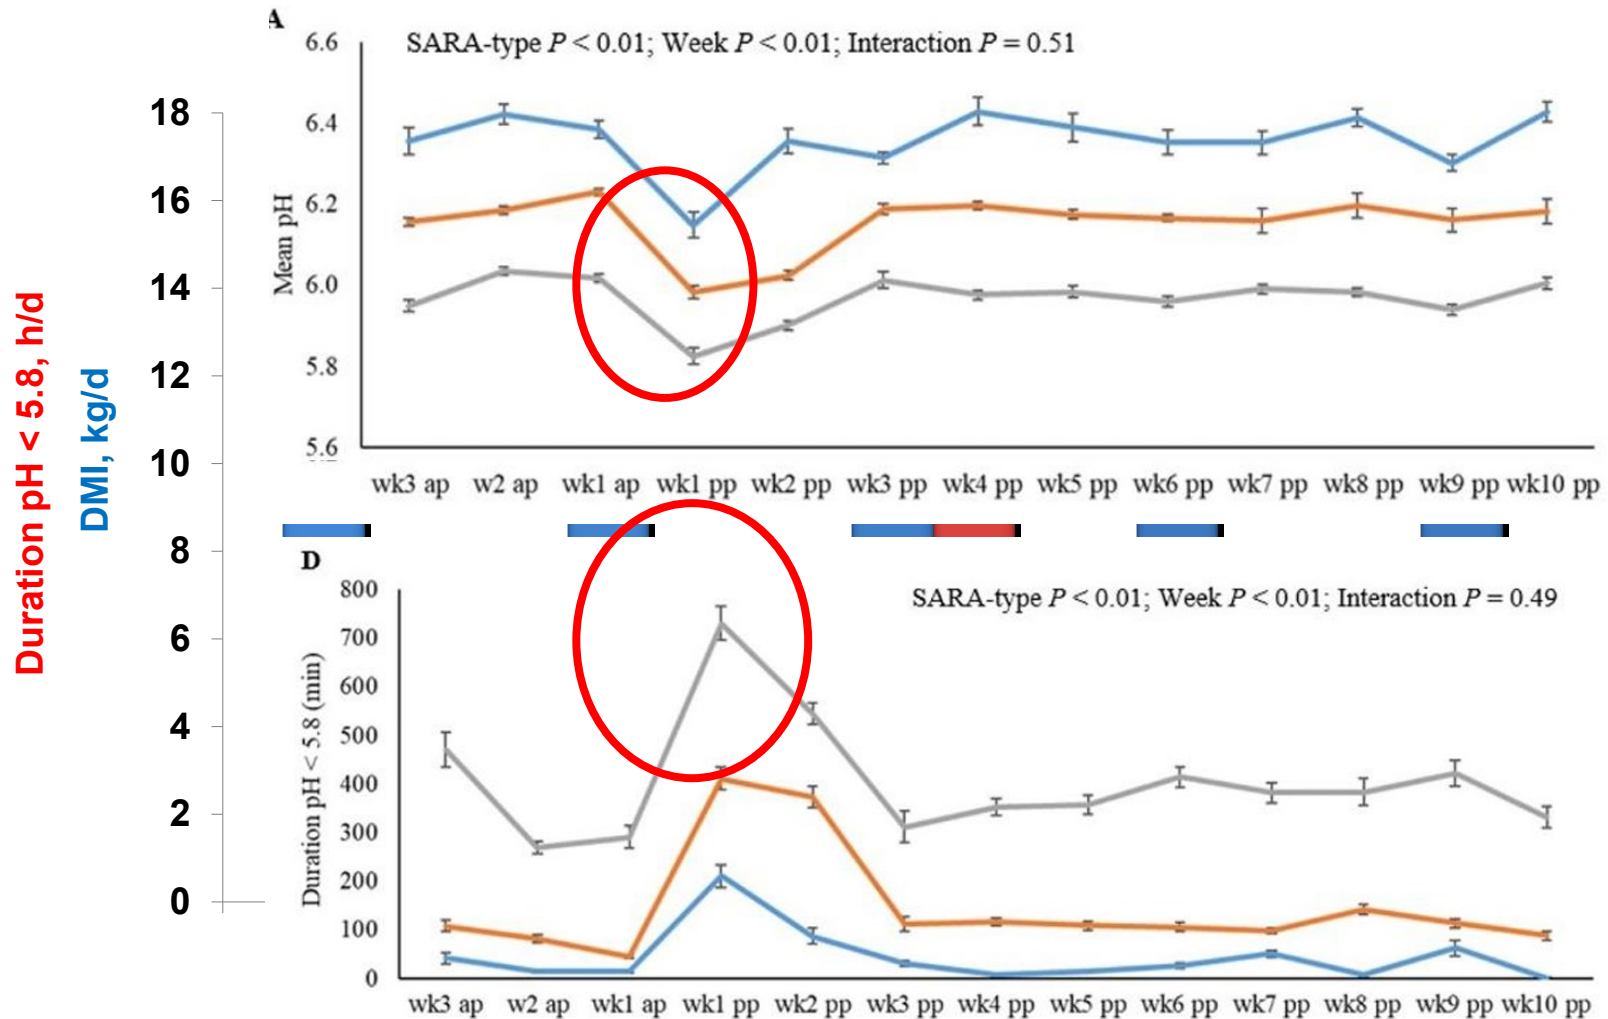 A
SARA-type P < 0.01; Week P < 0.01; Interaction P = 0.51
6.6
6.4
6.2
6.0
5.8
5.6
Mean pH
wk3 ap w2 ap wk1 ap wk1 pp wk2 pp wk3 pp wk4 pp wk5 pp wk6 pp wk7 pp wk8 pp wk9 pp wk10 pp
Duration pH < 5.8, h/d
DMI, kg/d
18
16
14
12
10
8
6
4
2
0
D
SARA-type P < 0.01; Week P < 0.01; Interaction P = 0.49
800
700
600
500
400
300
200
100
0
Duration pH < 5.8 (min)
wk3 ap w2 ap wk1 ap wk1 pp wk2 pp wk3 pp wk4 pp wk5 pp wk6 pp wk7 pp wk8 pp wk9 pp wk10 pp